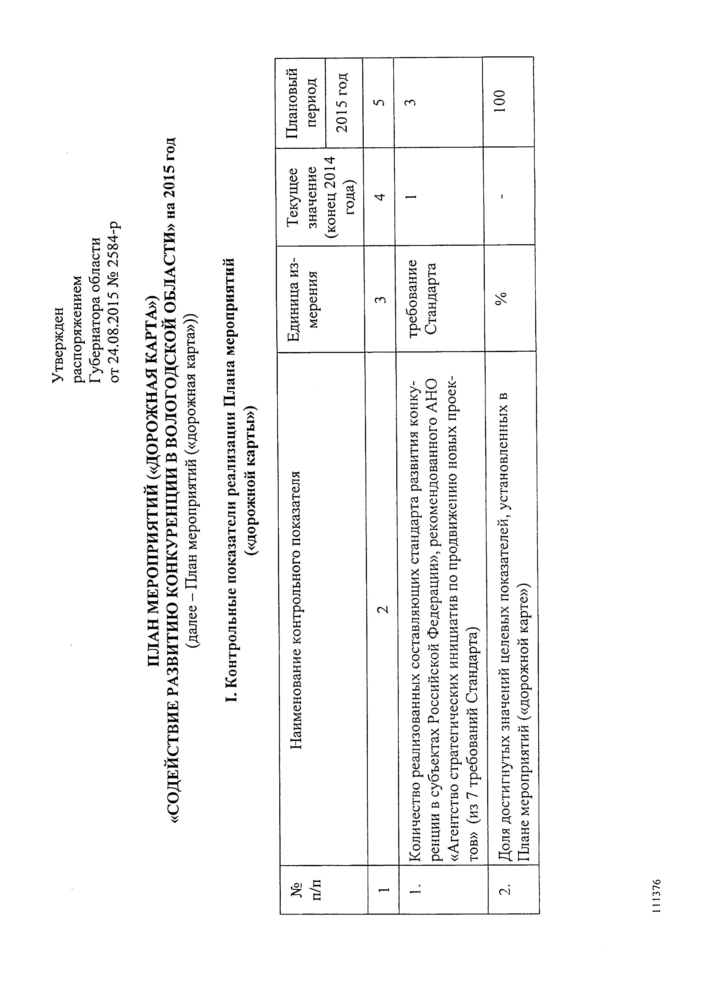 Утвержден
распоряжением
Губернатора области
от 24.08.2015 № 2584-р
ПЛАН МЕРОПРИЯТИЙ («ДОРОЖНАЯ КАРТА»)
«СОДЕЙСТВИЕ РАЗВИТИЮ КОНКУРЕНЦИИ В ВОЛОГОДСКОЙ ОБЛАСТИ» на 2015 год
(далее – План мероприятий («дорожная карта»))
I. Контрольные показатели реализации Плана мероприятий
(«дорожной карты»)
№
п/п
Наименование контрольного показателя
Единица из-
мерения
Текущее
значение
(конец 2014
года)
Плановый
период
2015 год
1
2
3
4
5
1.
Количество реализованных составляющих стандарта развития конку-
ренции в субъектах Российской Федерации», рекомендованного АНО
«Агентство стратегических инициатив по продвижению новых проек-
тов» (из 7 требований Стандарта)
требование
Стандарта
1
3
2.
Доля достигнутых значений целевых показателей, установленных в
Плане мероприятий («дорожной карте»)
%
-
100
111376